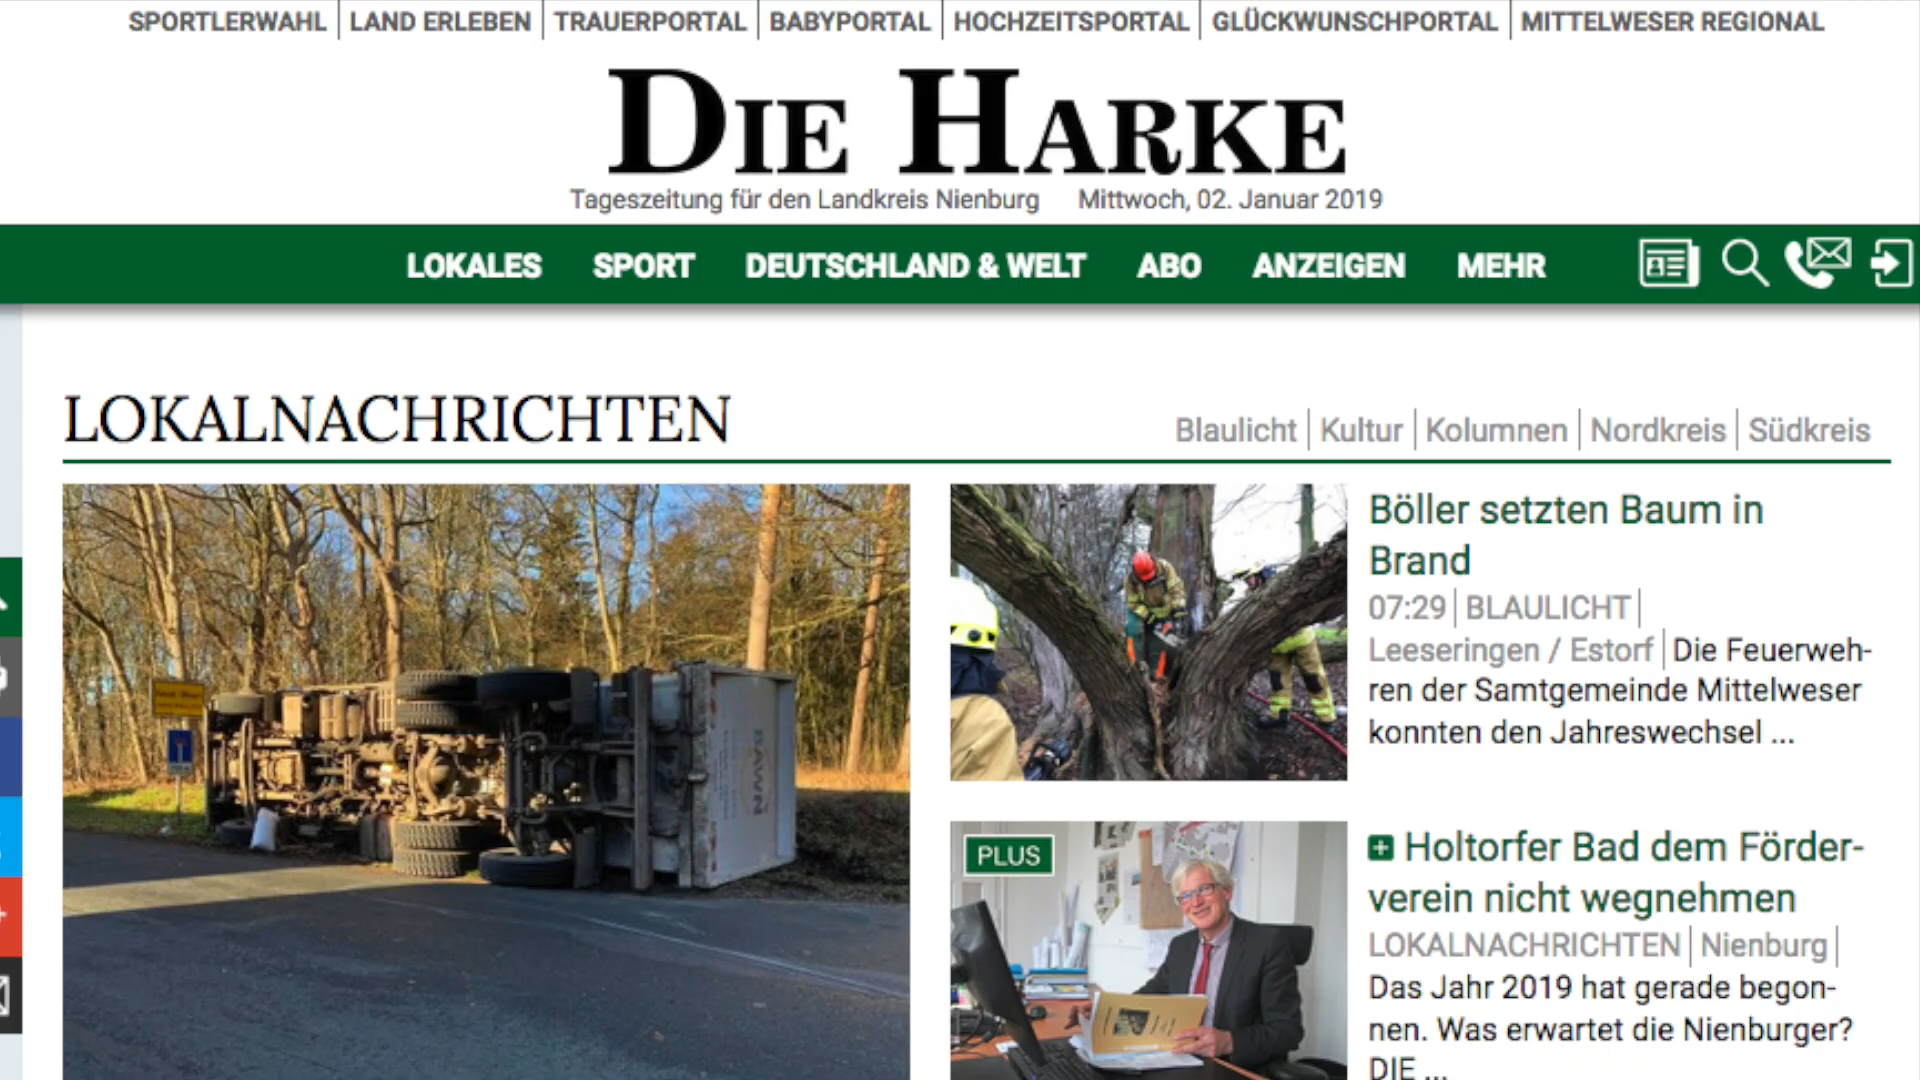 SPORTLERWAHL LAND ERLEBEN TRAUERPORTAL BABYPORTAL HOCHZEITSPORTAL GLÜCKWUNSCHPORTAL MITTELWESER REGIONAL
DIE HARKE
Tageszeitung für den Landkreis Nienburg Mittwoch, 02. Januar 2019
LOKALES SPORT DEUTSCHLAND & WELT ABO ANZEIGEN MEHR
LOKALNACHRICHTEN
Blaulicht Kultur Kolumnen Nordkreis Südkreis
BAWN
Böller setzten Baum in
Brand
07:29 BLAULICHT
Leeseringen / Estorf Die Feuerweh-
ren der Samtgemeinde Mittelweser
konnten den Jahreswechsel ...
PLUS
Holtorfer Bad dem Förder-
verein nicht wegnehmen
LOKALNACHRICHTEN Nienburg
Das Jahr 2019 hat gerade begon-
nen. Was erwartet die Nienburger?
DIE ...